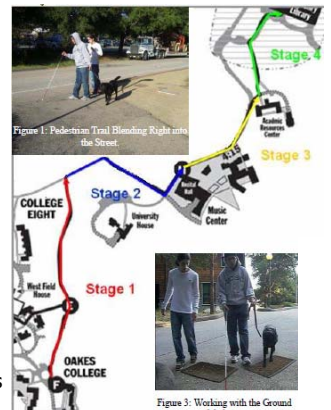 Library
Stage 4
Figure 1: Pedestrian Trail Blending Right into
the Street.
Academic
Resources
Center
Stage 3
Recital
Hall
Music
Center
Stage 2
University
House
COLLEGE
EIGHT
Stage 1
West Field
House
OAKES
COLLEGE
F
s
Figure 3: Working with the Ground